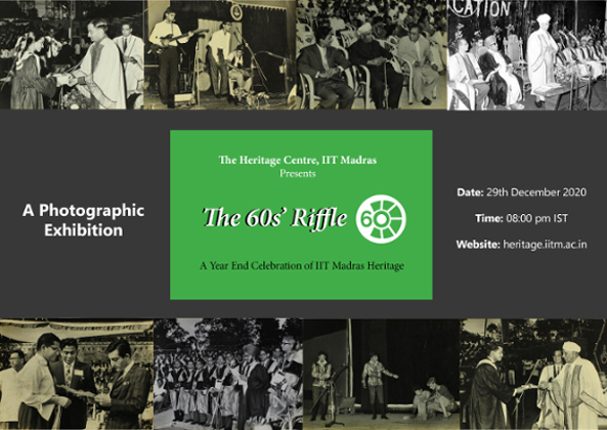 CATION
A Photographic
Exhibition
The Heritage Centre, IIT Madras
Presents
The 60s' Riffle
60
A Year End Celebration of IIT Madras Heritage
Date: 29th December 2020
Time: 08:00 pm IST
Website: heritage.iitm.ac.in